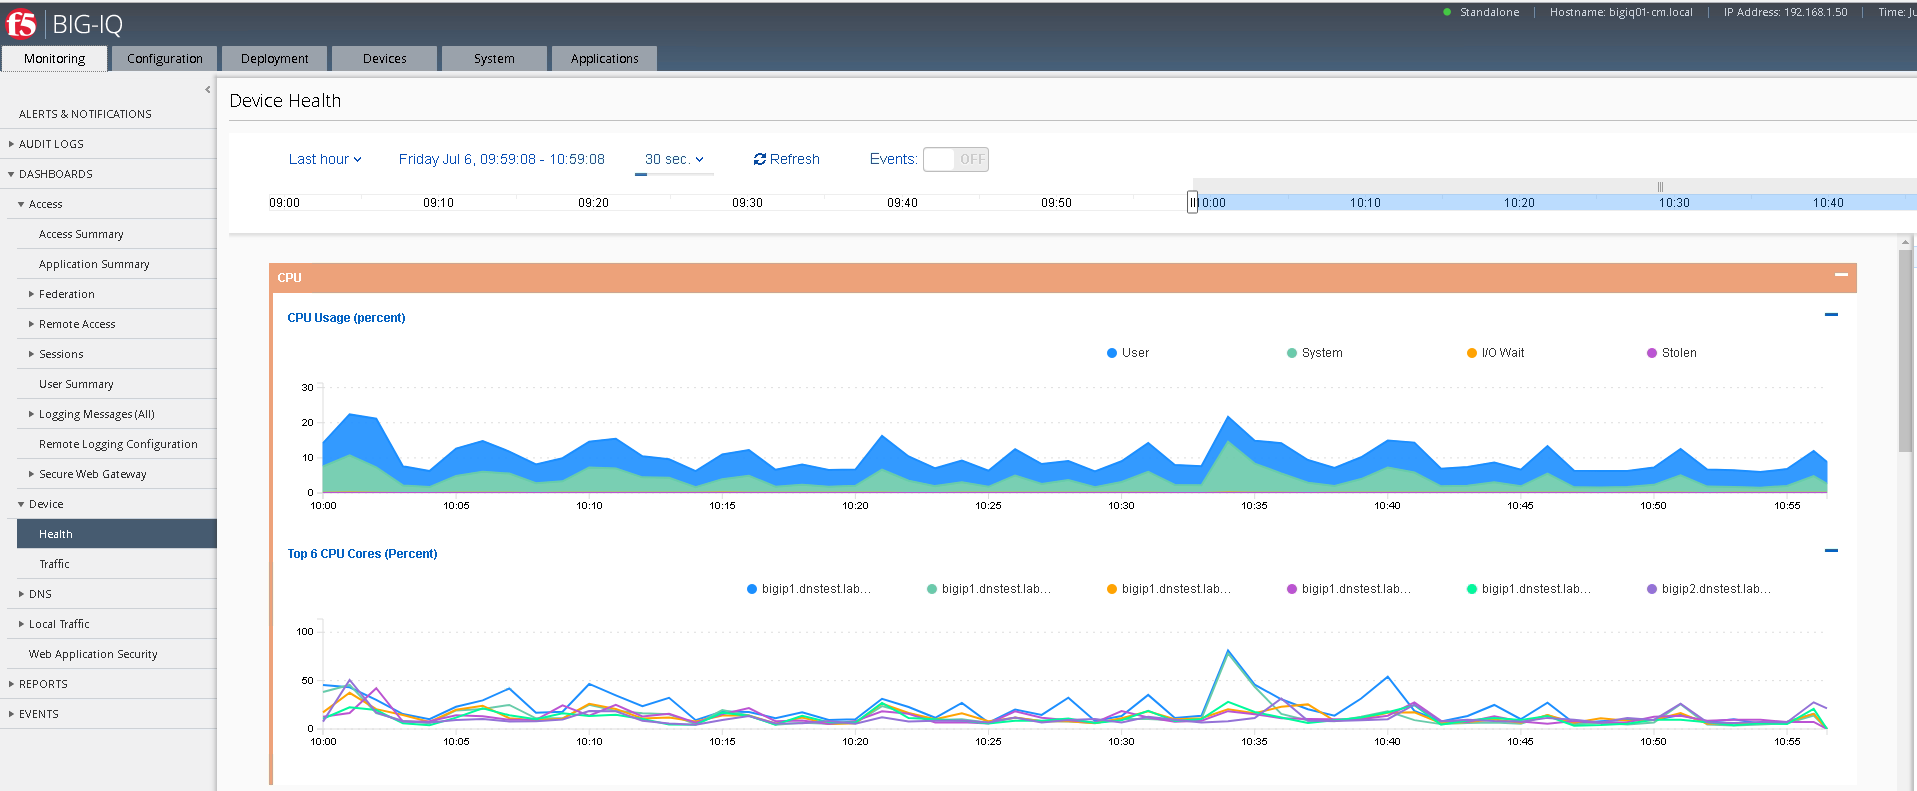 f5 BIG-IQ
Standalone Hostname: bigiq01-cm.local IP Address: 192.168.1.50 Time: Ju
Monitoring Configuration Deployment Devices System Applications
ALERTS & NOTIFICATIONS
AUDIT LOGS
DASHBOARDS
Access
Access Summary
Application Summary
Federation
Remote Access
Sessions
User Summary
Logging Messages (All)
Remote Logging Configuration
Secure Web Gateway
Device
Health
Traffic
DNS
Local Traffic
Web Application Security
REPORTS
EVENTS
Device Health
Last hour Friday Jul 6, 09:59:08 - 10:59:08 30 sec. Refresh Events: OFF
09:00 09:10 09:20 09:30 09:40 09:50 10:00 10:10 10:20 10:30 10:40
CPU
CPU Usage (percent)
User System I/O Wait Stolen
30
20
10
0
10:00 10:05 10:10 10:15 10:20 10:25 10:30 10:35 10:40 10:45 10:50 10:55
Top 6 CPU Cores (Percent)
bigip1.dnstest.lab... bigip1.dnstest.lab... bigip1.dnstest.lab... bigip1.dnstest.lab... bigip1.dnstest.lab... bigip2.dnstest.lab...
100
50
0
10:00 10:05 10:10 10:15 10:20 10:25 10:30 10:35 10:40 10:45 10:50 10:55